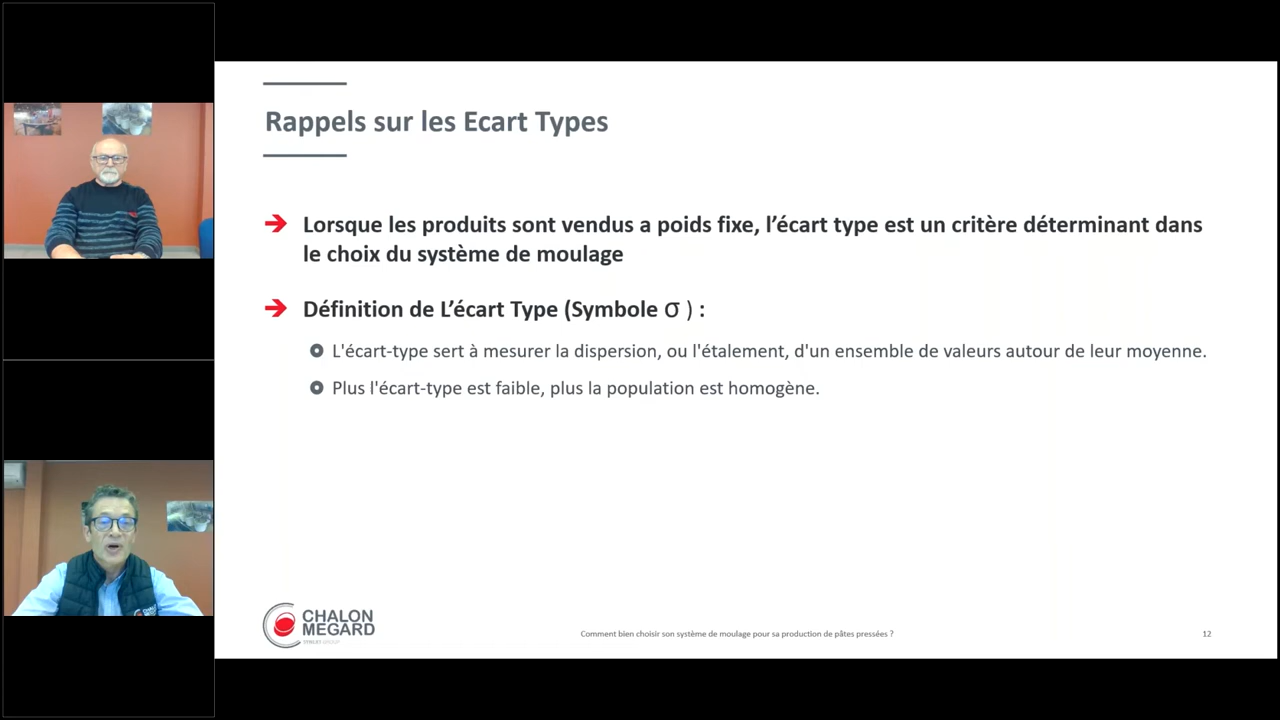 Rappels sur les Ecart Types
➔ Lorsque les produits sont vendus a poids fixe, l’écart type est un critère déterminant dans
le choix du système de moulage
➔ Définition de L’écart Type (Symbole σ ) :
L'écart-type sert à mesurer la dispersion, ou l'étalement, d'un ensemble de valeurs autour de leur moyenne.
Plus l'écart-type est faible, plus la population est homogène.
CHALON
MEGARD
Comment bien choisir son système de moulage pour sa production de pâtes pressées ?
12